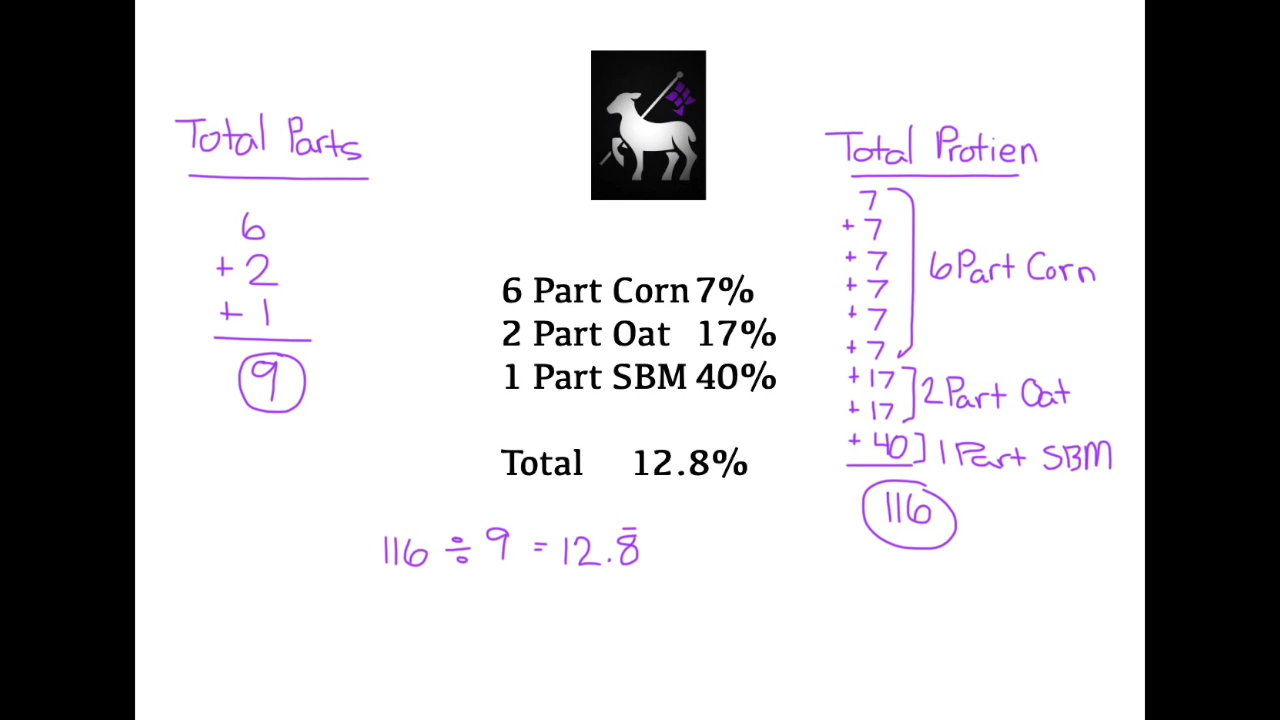 Total Parts
6
+ 2
+ 1
9
6 Part Corn 7%
2 Part Oat 17%
1 Part SBM 40%
Total 12.8%
116 ÷ 9 = 12.8̅
Total Protien
7
+ 7
+ 7
+ 7
+ 7
+ 7
6 Part Corn
+ 17
+ 17
2 Part Oat
+ 40
1 Part SBM
116